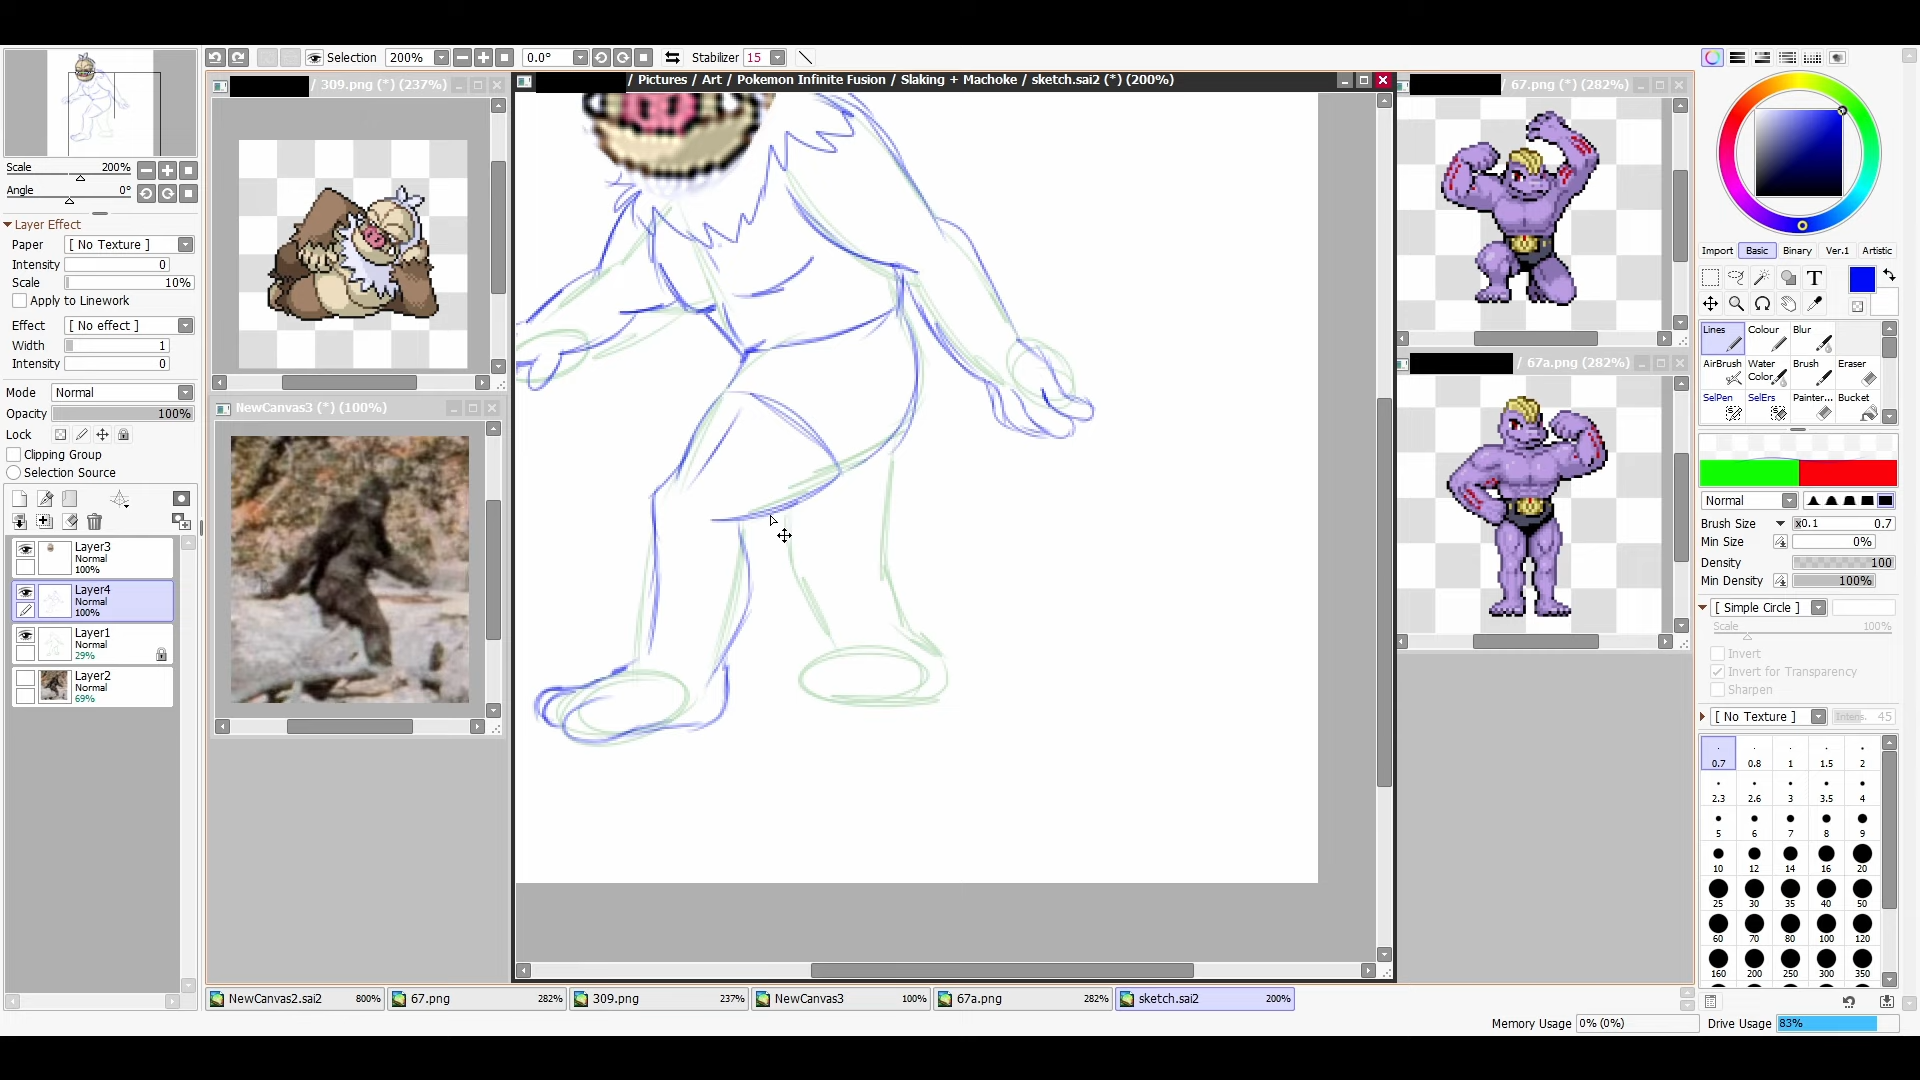 Selection 200% 0.0° Stabilizer 15
/ 309.png (*) (237%)
/ Pictures / Art / Pokemon Infinite Fusion / Slaking + Machoke / sketch.sai2 (*) (200%)
/ 67.png (*) (282%)
Scale 200%
Angle 0°
Layer Effect
Paper [ No Texture ]
Intensity 0
Scale 10%
Apply to Linework
Effect [ No effect ]
Width 1
Intensity 0
Mode Normal
Opacity 100%
Lock
Clipping Group
Selection Source
Layer3
Normal
100%
Layer4
Normal
100%
Layer1
Normal
29%
Layer2
Normal
69%
NewCanvas3 (*) (100%)
/ 67a.png (*) (282%)
Import Basic Binary Ver.1 Artistic
T
Lines Colour Blur
AirBrush Water Color Brush Eraser
SelPen SelErs Painter... Bucket
Normal
Brush Size x0.1 0.7
Min Size 0%
Density 100
Min Density 100%
[ Simple Circle ]
Scale 100%
Invert
Invert for Transparency
Sharpen
[ No Texture ] Intens. 45
0.7 0.8 1 1.5 2
2.3 2.6 3 3.5 4
5 6 7 8 9
10 12 14 16 20
25 30 35 40 50
60 70 80 100 120
160 200 250 300 350
NewCanvas2.sai2 800% 67.png 282% 309.png 237% NewCanvas3 100% 67a.png 282% sketch.sai2 200%
Memory Usage 0% (0%) Drive Usage 83%